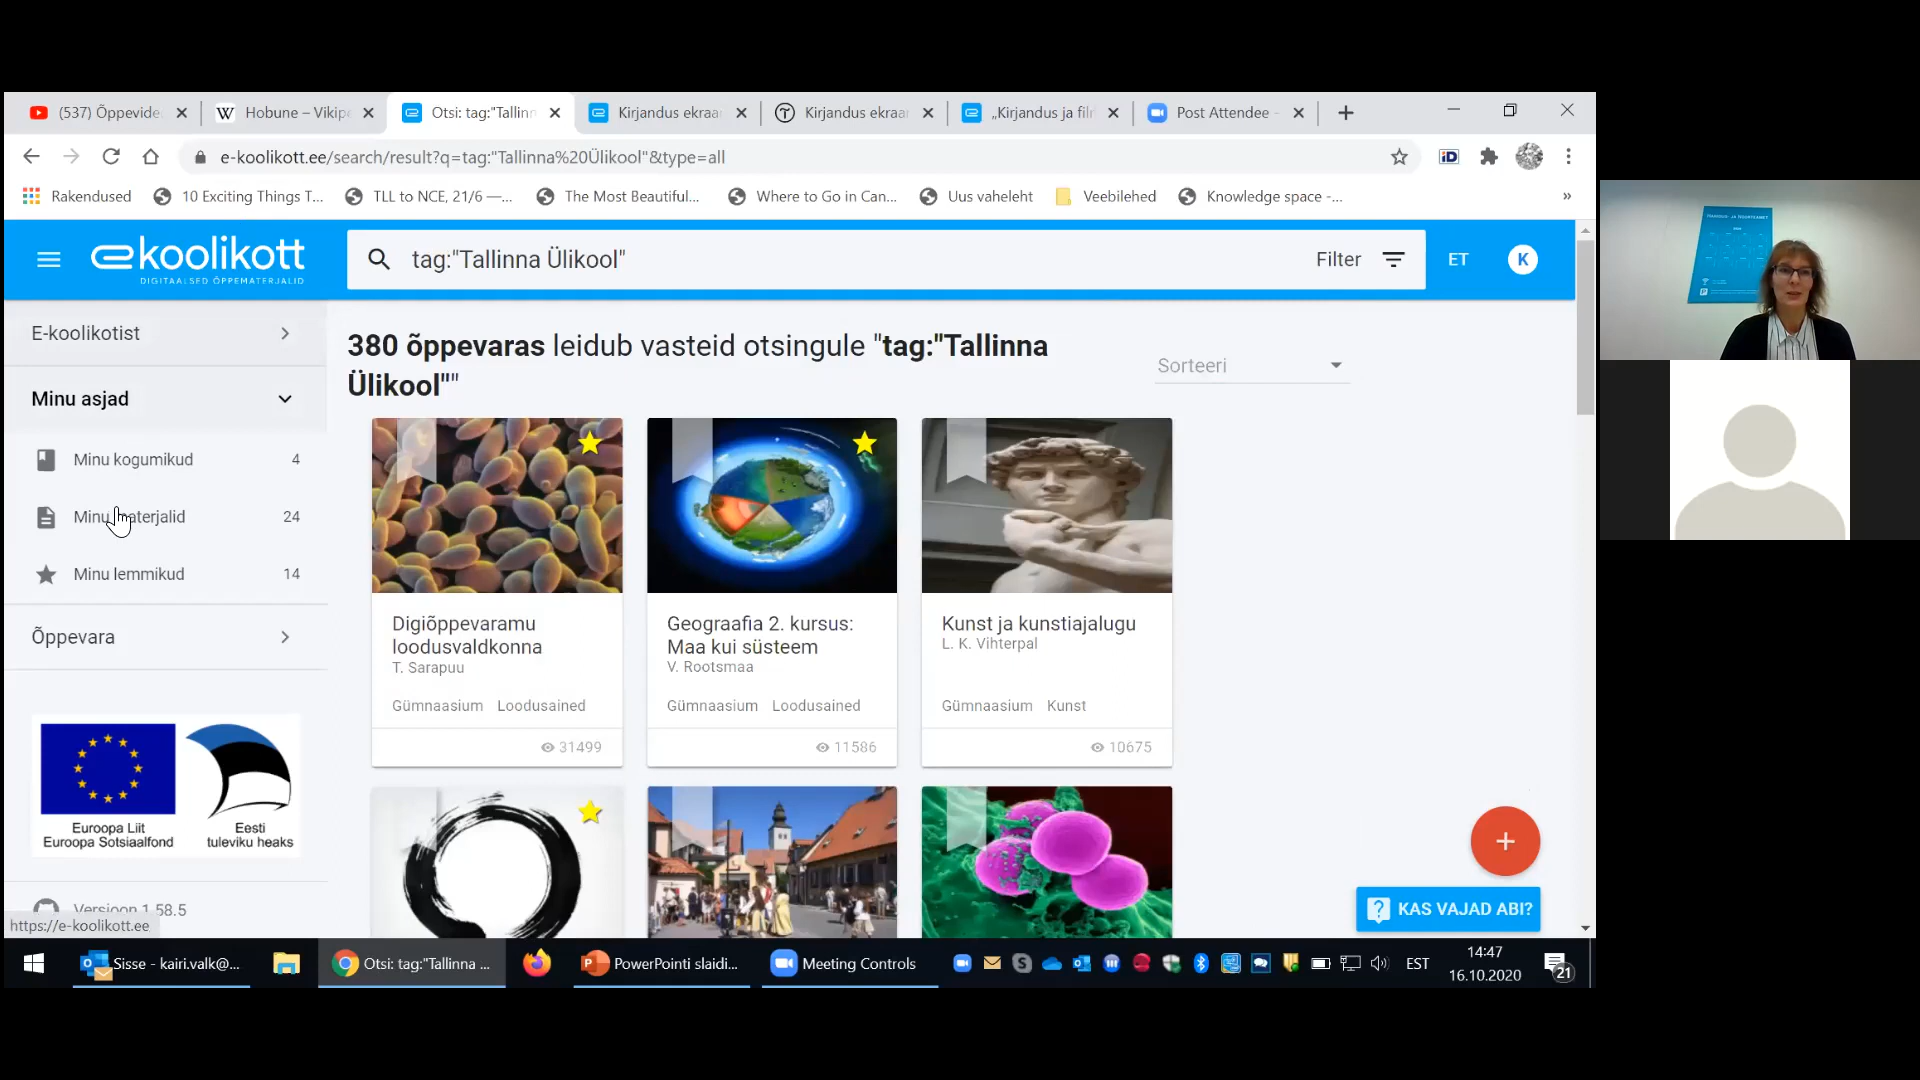 (537) Õppevide
Hobune – Vikipe
Otsi: tag:"Tallinn
Kirjandus ekraa
Kirjandus ekraa
„Kirjandus ja filn
Post Attendee -
e-koolikott.ee/search/result?q=tag:"Tallinna%20Ülikool"&type=all
iD
Rakendused
10 Exciting Things T...
TLL to NCE, 21/6 —...
The Most Beautiful...
Where to Go in Can...
Uus vaheleht
Veebilehed
Knowledge space -...
»
ekoolikott
DIGITAALSED ÕPPEMATERJALID
tag:"Tallinna Ülikool"
Filter
ET
K
E-koolikotist
Minu asjad
Minu kogumikud 4
Minu materjalid 24
Minu lemmikud 14
Õppevara
Euroopa Liit
Euroopa Sotsiaalfond
Eesti
tuleviku heaks
Versioon 1.58.5
https://e-koolikott.ee
380 õppevaras leidub vasteid otsingule "tag:"Tallinna
Ülikool""
Sorteeri
Digiõppevaramu
loodusvaldkonna
T. Sarapuu
Gümnaasium Loodusained
31499
Geograafia 2. kursus:
Maa kui süsteem
V. Rootsmaa
Gümnaasium Loodusained
11586
Kunst ja kunstiajalugu
L. K. Vihterpal
Gümnaasium Kunst
10675
KAS VAJAD ABI?
Sisse - kairi.valk@...
Otsi: tag:"Tallinna ...
PowerPointi slaidi...
Meeting Controls
EST
14:47
16.10.2020
21